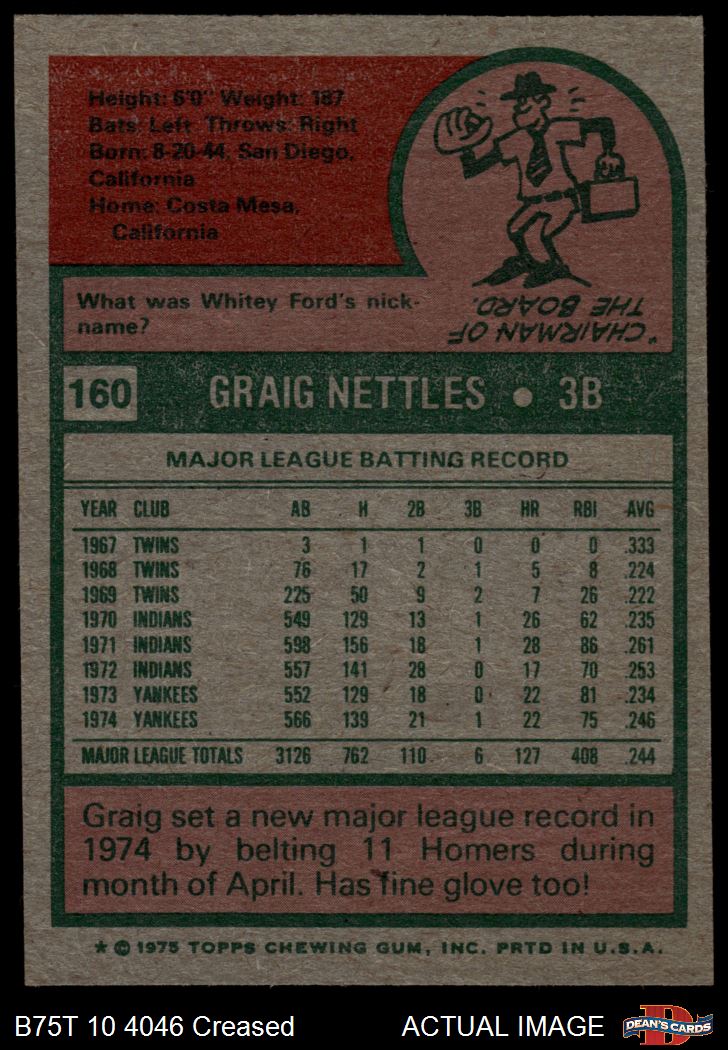 Height: 6'0" Weight: 187
Bats: Left Throws: Right
Born: 8-20-44, San Diego,
California
Home: Costa Mesa,
California
What was Whitey Ford's nick-
name?
"CHAIRMAN OF
THE BOARD.
160 GRAIG NETTLES • 3B
MAJOR LEAGUE BATTING RECORD
YEAR CLUB AB H 2B 3B HR RBI AVG
1967 TWINS 3 1 1 0 0 0 .333
1968 TWINS 76 17 2 1 5 8 .224
1969 TWINS 225 50 9 2 7 26 .222
1970 INDIANS 549 129 13 1 26 62 .235
1971 INDIANS 598 156 18 1 28 86 .261
1972 INDIANS 557 141 28 0 17 70 .253
1973 YANKEES 552 129 18 0 22 81 .234
1974 YANKEES 566 139 21 1 22 75 .246
MAJOR LEAGUE TOTALS 3126 762 110 6 127 408 .244
Graig set a new major league record in
1974 by belting 11 Homers during
month of April. Has fine glove too!
* © 1975 TOPPS CHEWING GUM, INC. PRTD IN U.S.A.
B75T 10 4046 Creased ACTUAL IMAGE
D
DEAN'S CARDS